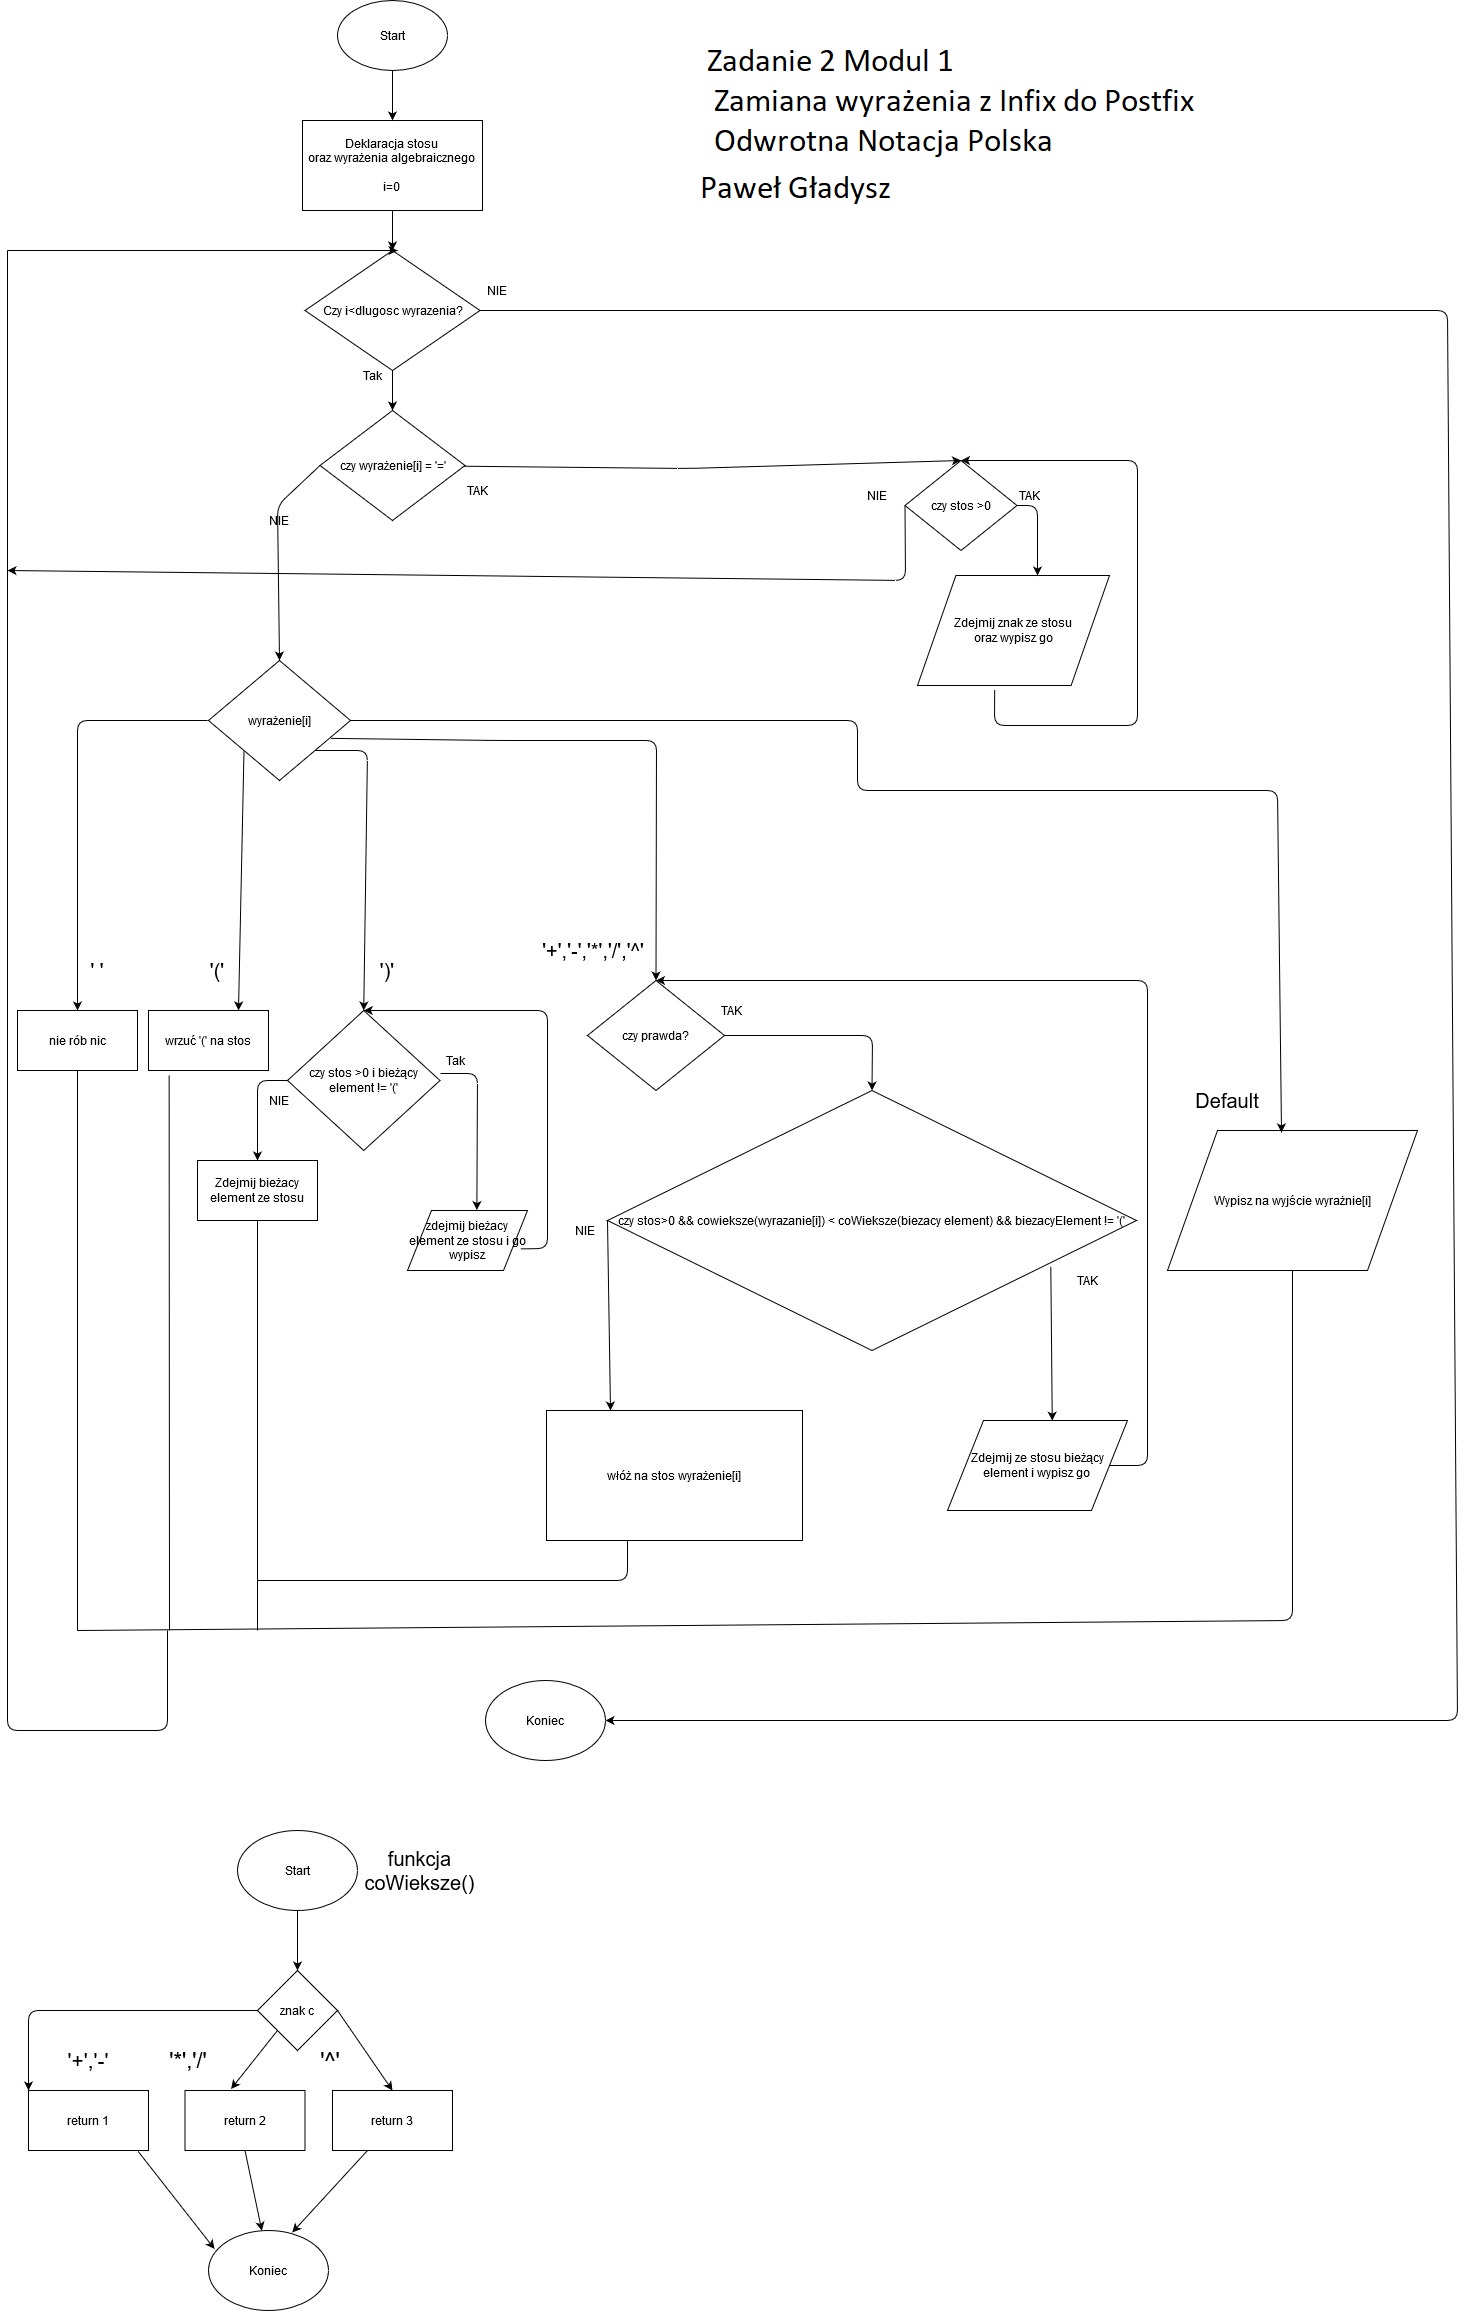 Start
Zadanie 2 Modul 1
Zamiana wyrażenia z Infix do Postfix
Odwrotna Notacja Polska
Paweł Gładysz
Deklaracja stosu
oraz wyrażenia algebraicznego
i=0
NIE
Czy i<dlugosc wyrazenia?
Tak
czy wyrażenie[i] = '='
TAK
NIE
NIE
TAK
czy stos >0
Zdejmij znak ze stosu
oraz wypisz go
wyrażenie[i]
' '
'('
')'
'+','-','*','/','^'
nie rób nic
wrzuć '(' na stos
czy stos >0 i bieżący
element != '('
Tak
NIE
Zdejmij bieżacy
element ze stosu
zdejmij bieżacy
element ze stosu i go
wypisz
czy prawda?
TAK
Default
Wypisz na wyjście wyrażnie[i]
czy stos>0 && cowieksze(wyrazanie[i]) < coWieksze(biezacy element) && biezacyElement != '('
NIE
TAK
włóż na stos wyrażenie[i]
Zdejmij ze stosu bieżący
element i wypisz go
Koniec
Start
funkcja
coWieksze()
znak c
'+','-'
'*','/'
'^'
return 1
return 2
return 3
Koniec